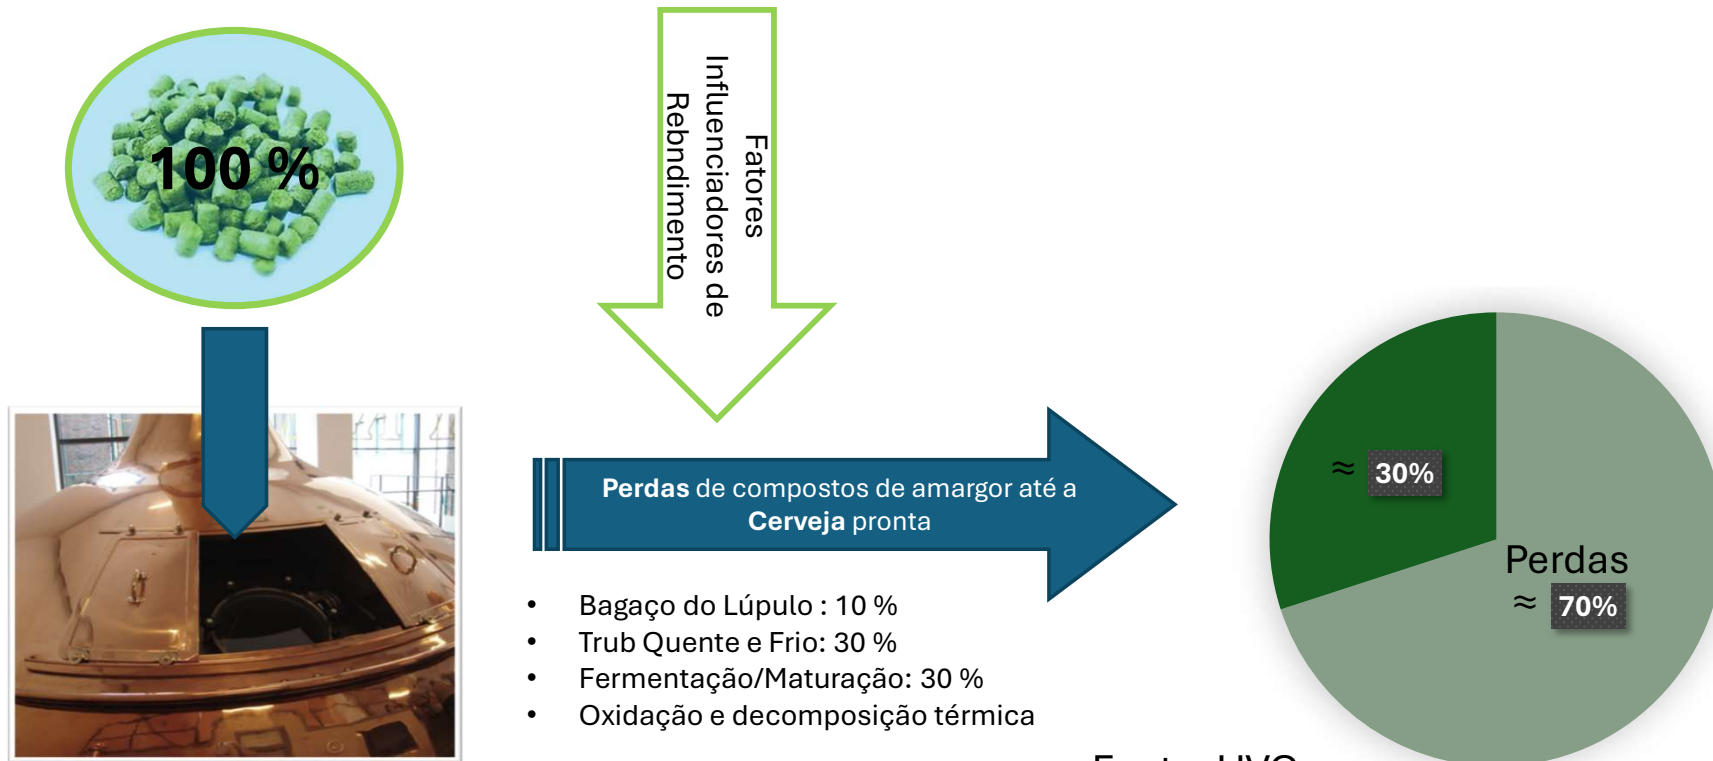 100 %
Fatores
Influenciadores de
Rebndimento
Perdas de compostos de amargor até a
Cerveja pronta
• Bagaço do Lúpulo : 10 %
• Trub Quente e Frio: 30 %
• Fermentação/Maturação: 30 %
• Oxidação e decomposição térmica
≈ 30%
Perdas
≈ 70%